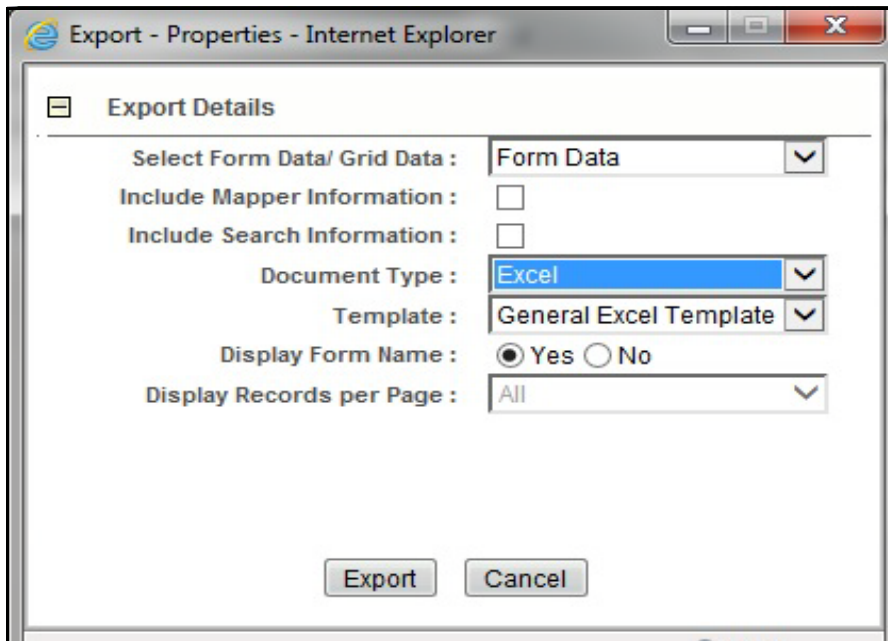 Export - Properties - Internet Explorer
Export Details
Select Form Data/ Grid Data : Form Data
Include Mapper Information :
Include Search Information :
Document Type : Excel
Template : General Excel Template
Display Form Name : Yes No
Display Records per Page : All
Export Cancel